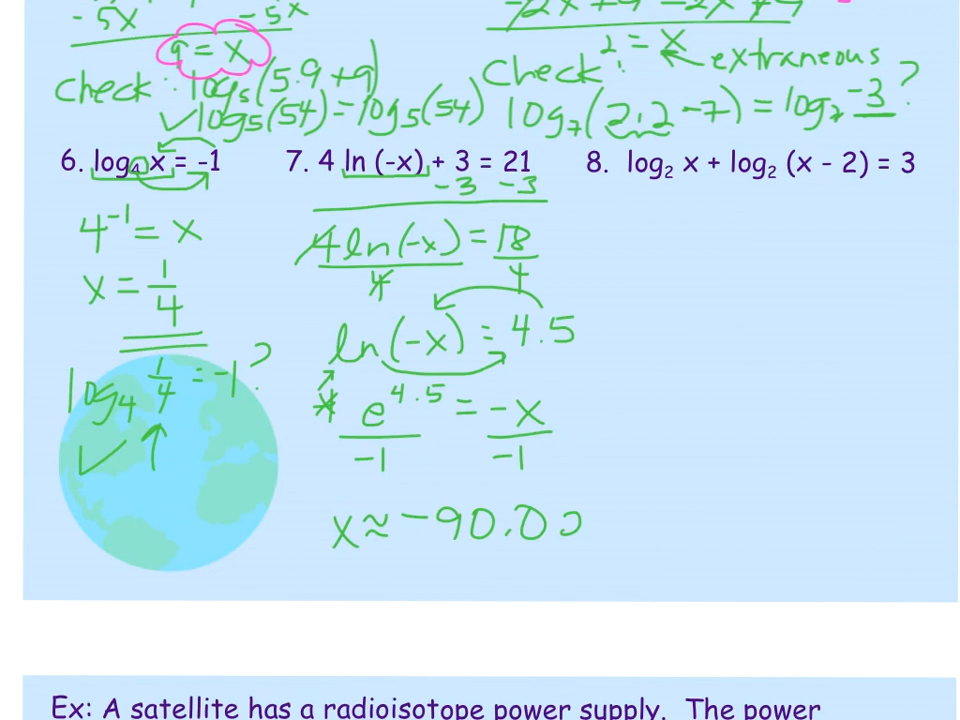 - 5x - 5x
-2x +9 -2x +9
9 = x
2 = x extraneous
check: log₅(5·9 +9)
Check:
✓log₅(54) = log₅(54)
log₇(2·2 -7) = log₇ -3 ?
6. log₄ x = -1
7. 4 ln (-x) + 3 = 21
8. log₂ x + log₂ (x - 2) = 3
-3 -3
4⁻¹ = x
4ln(-x) = 18
4 4
x = 1/4
ln(-x) = 4.5
log₄ 1/4 = -1?
e^4.5 = -x
✓
-1 -1
x ≈ -90.0
Ex: A satellite has a radioisotope power supply. The power